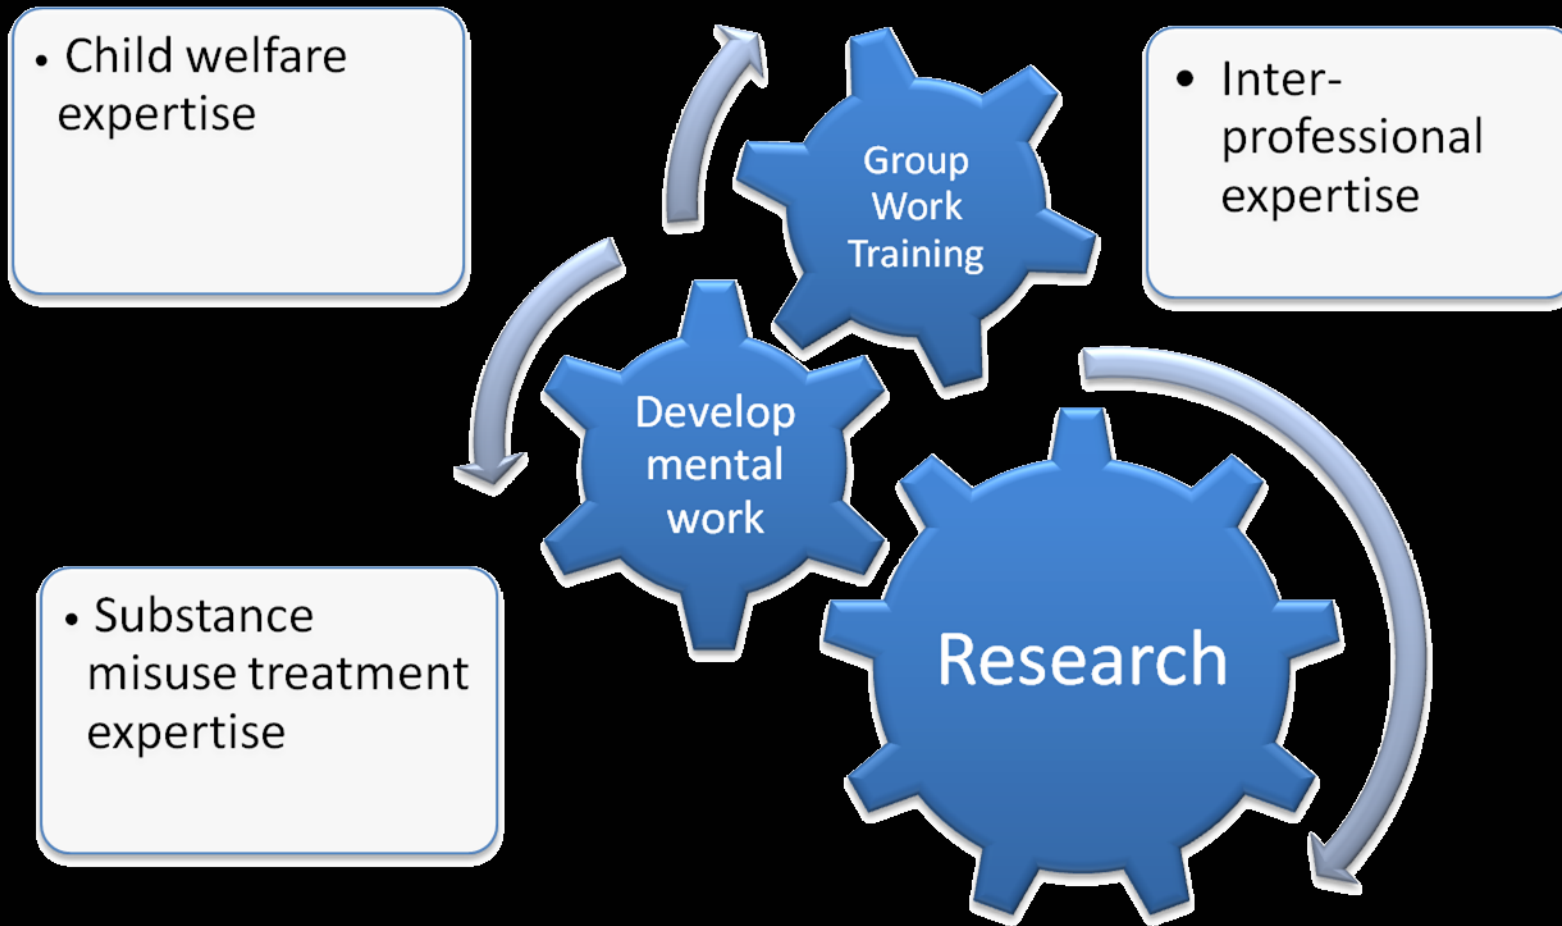 • Child welfare
expertise
Group
Work
Training
• Inter-
professional
expertise
Develop
mental
work
• Substance
misuse treatment
expertise
Research